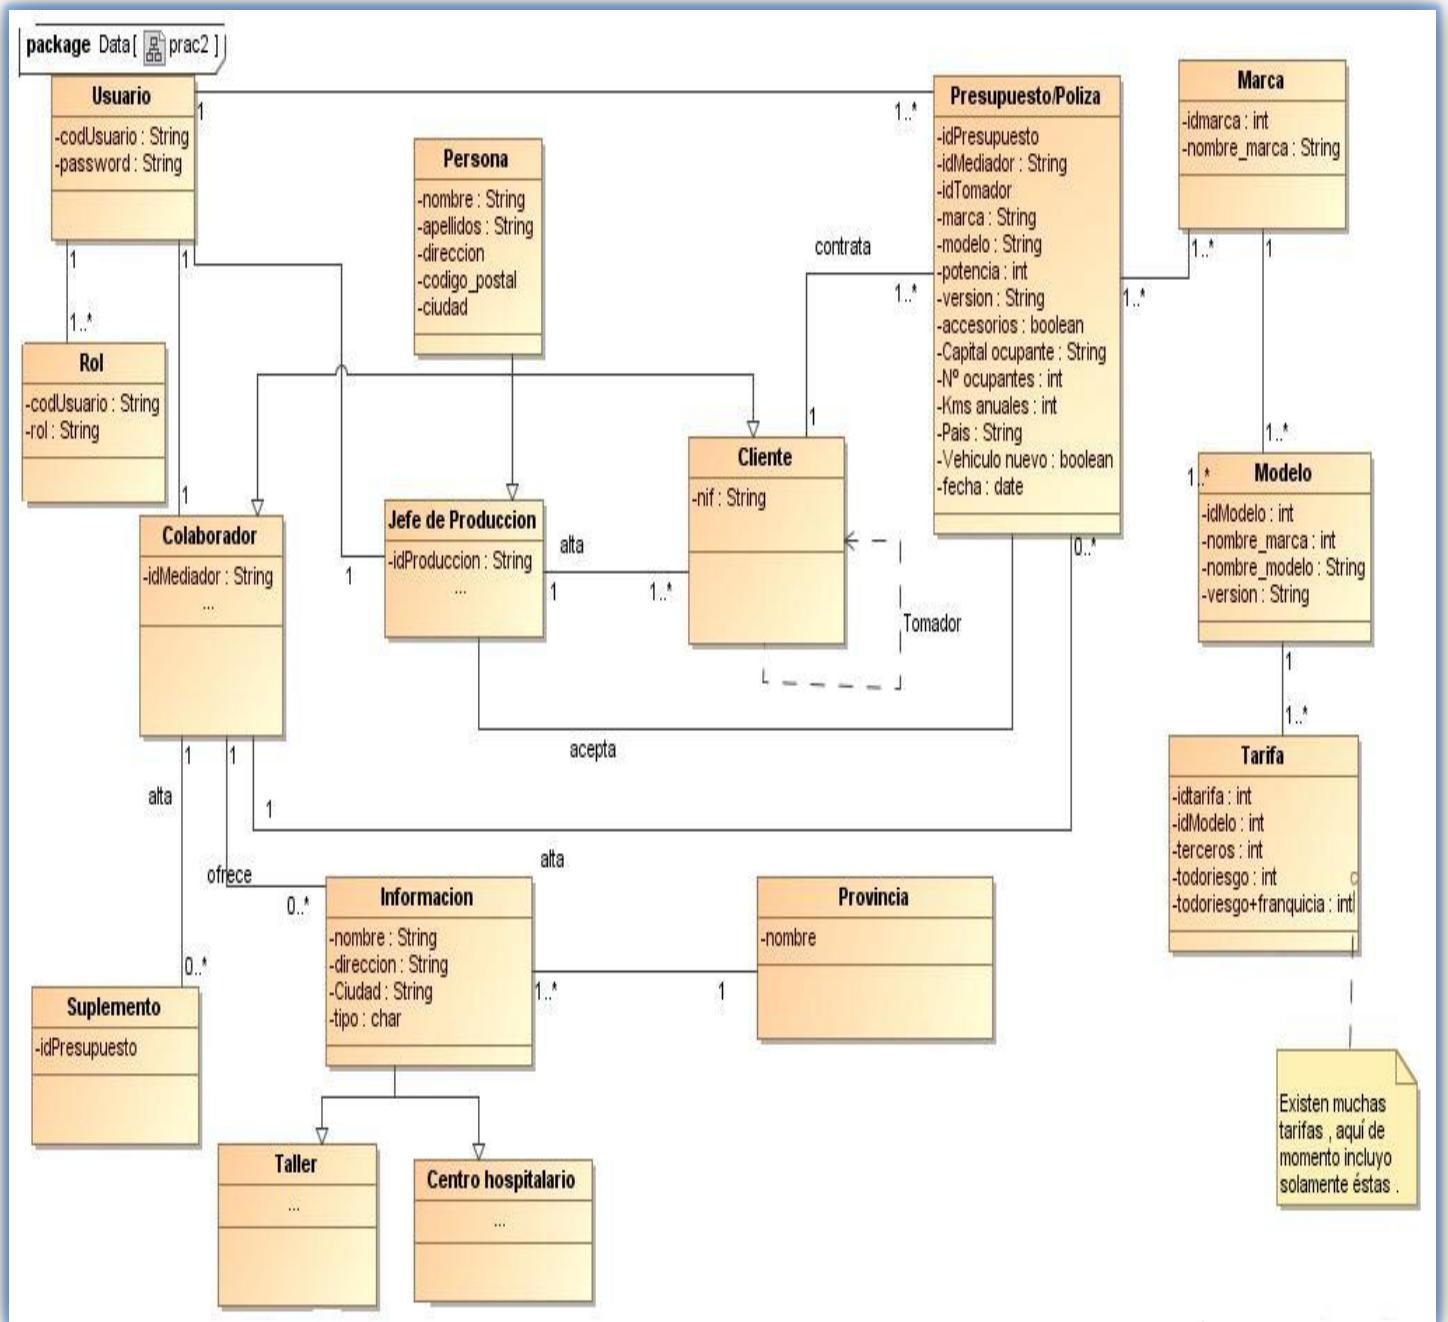 package Data[ prac2 ]
Usuario
-codUsuario : String
-password : String
1
1..*
1
1
1..*
Rol
-codUsuario : String
-rol : String
Persona
-nombre : String
-apellidos : String
-direccion
-codigo_postal
-ciudad
Presupuesto/Poliza
-idPresupuesto
-idMediador : String
-idTomador
-marca : String
-modelo : String
-potencia : int
-version : String
-accesorios : boolean
-Capital ocupante : String
-Nº ocupantes : int
-Kms anuales : int
-Pais : String
-Vehiculo nuevo : boolean
-fecha : date
Marca
-idmarca : int
-nombre_marca : String
1..*
1
1..*
contrata
1..*
1
Cliente
-nif : String
Tomador
Jefe de Produccion
-idProduccion : String
...
1
alta
1
1..*
acepta
1
Colaborador
-idMediador : String
...
1..*
1..*
Modelo
-idModelo : int
-nombre_marca : int
-nombre_modelo : String
-version : String
0..*
1
1..*
Tarifa
-idtarifa : int
-idModelo : int
-terceros : int
-todoriesgo : int
-todoriesgo+franquicia : int
1
1
1
alta
alta
ofrece
0..*
0..*
Informacion
-nombre : String
-direccion : String
-Ciudad : String
-tipo : char
1..*
1
Provincia
-nombre
Suplemento
-idPresupuesto
Taller
...
Centro hospitalario
...
Existen muchas
tarifas , aquí de
momento incluyo
solamente éstas .